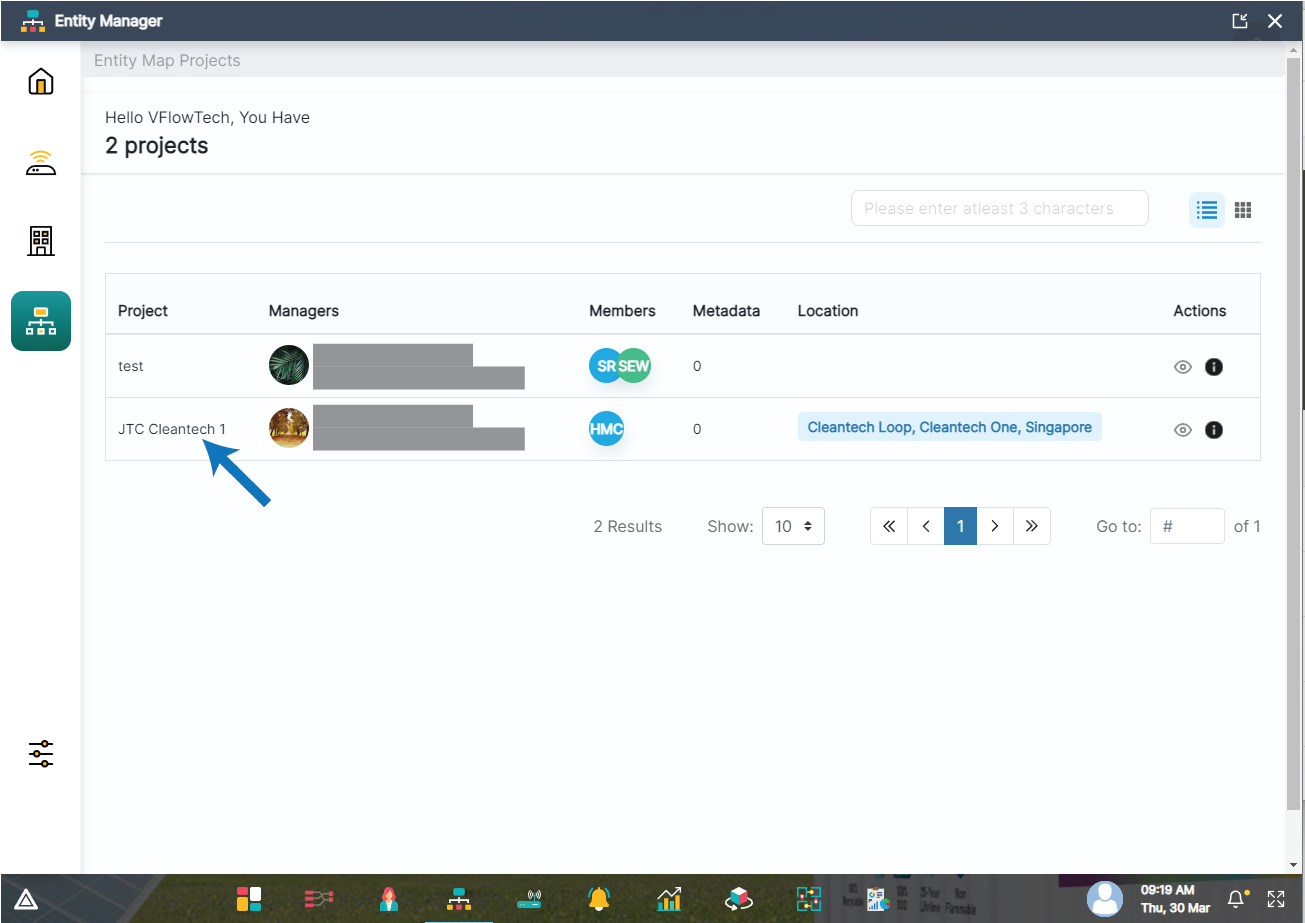 Entity Manager
Entity Map Projects
Hello VFlowTech, You Have
2 projects
Please enter atleast 3 characters
Project Managers Members Metadata Location Actions
test SR SEW 0
JTC Cleantech 1 HMC 0 Cleantech Loop, Cleantech One, Singapore
2 Results Show: 10 1 Go to: # of 1
09:19 AM
Thu, 30 Mar